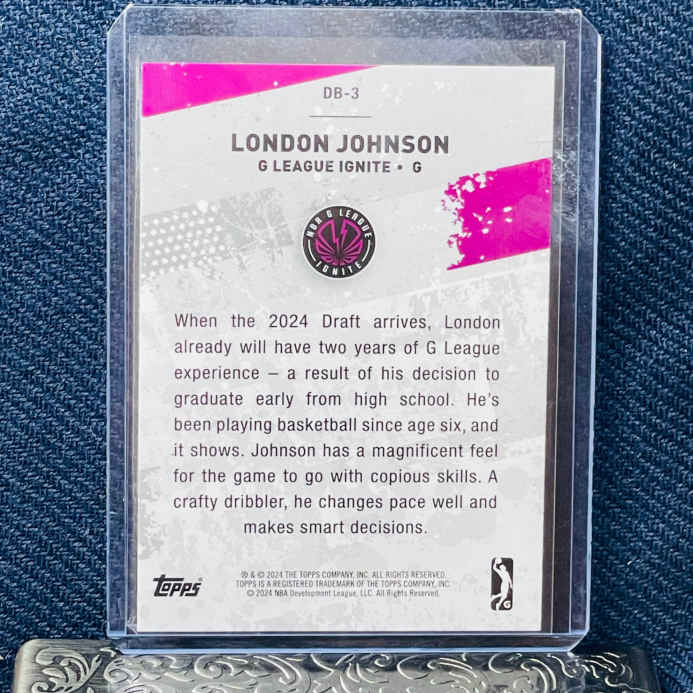 DB-3
LONDON JOHNSON
G LEAGUE IGNITE • G
NBA G LEAGUE
IGNITE
When the 2024 Draft arrives, London
already will have two years of G League
experience – a result of his decision to
graduate early from high school. He's
been playing basketball since age six, and
it shows. Johnson has a magnificent feel
for the game to go with copious skills. A
crafty dribbler, he changes pace well and
makes smart decisions.
® & © 2024 THE TOPPS COMPANY, INC. ALL RIGHTS RESERVED.
TOPPS IS A REGISTERED TRADEMARK OF THE TOPPS COMPANY, INC.
© 2024 NBA Development League, LLC. All Rights Reserved.
topps
G